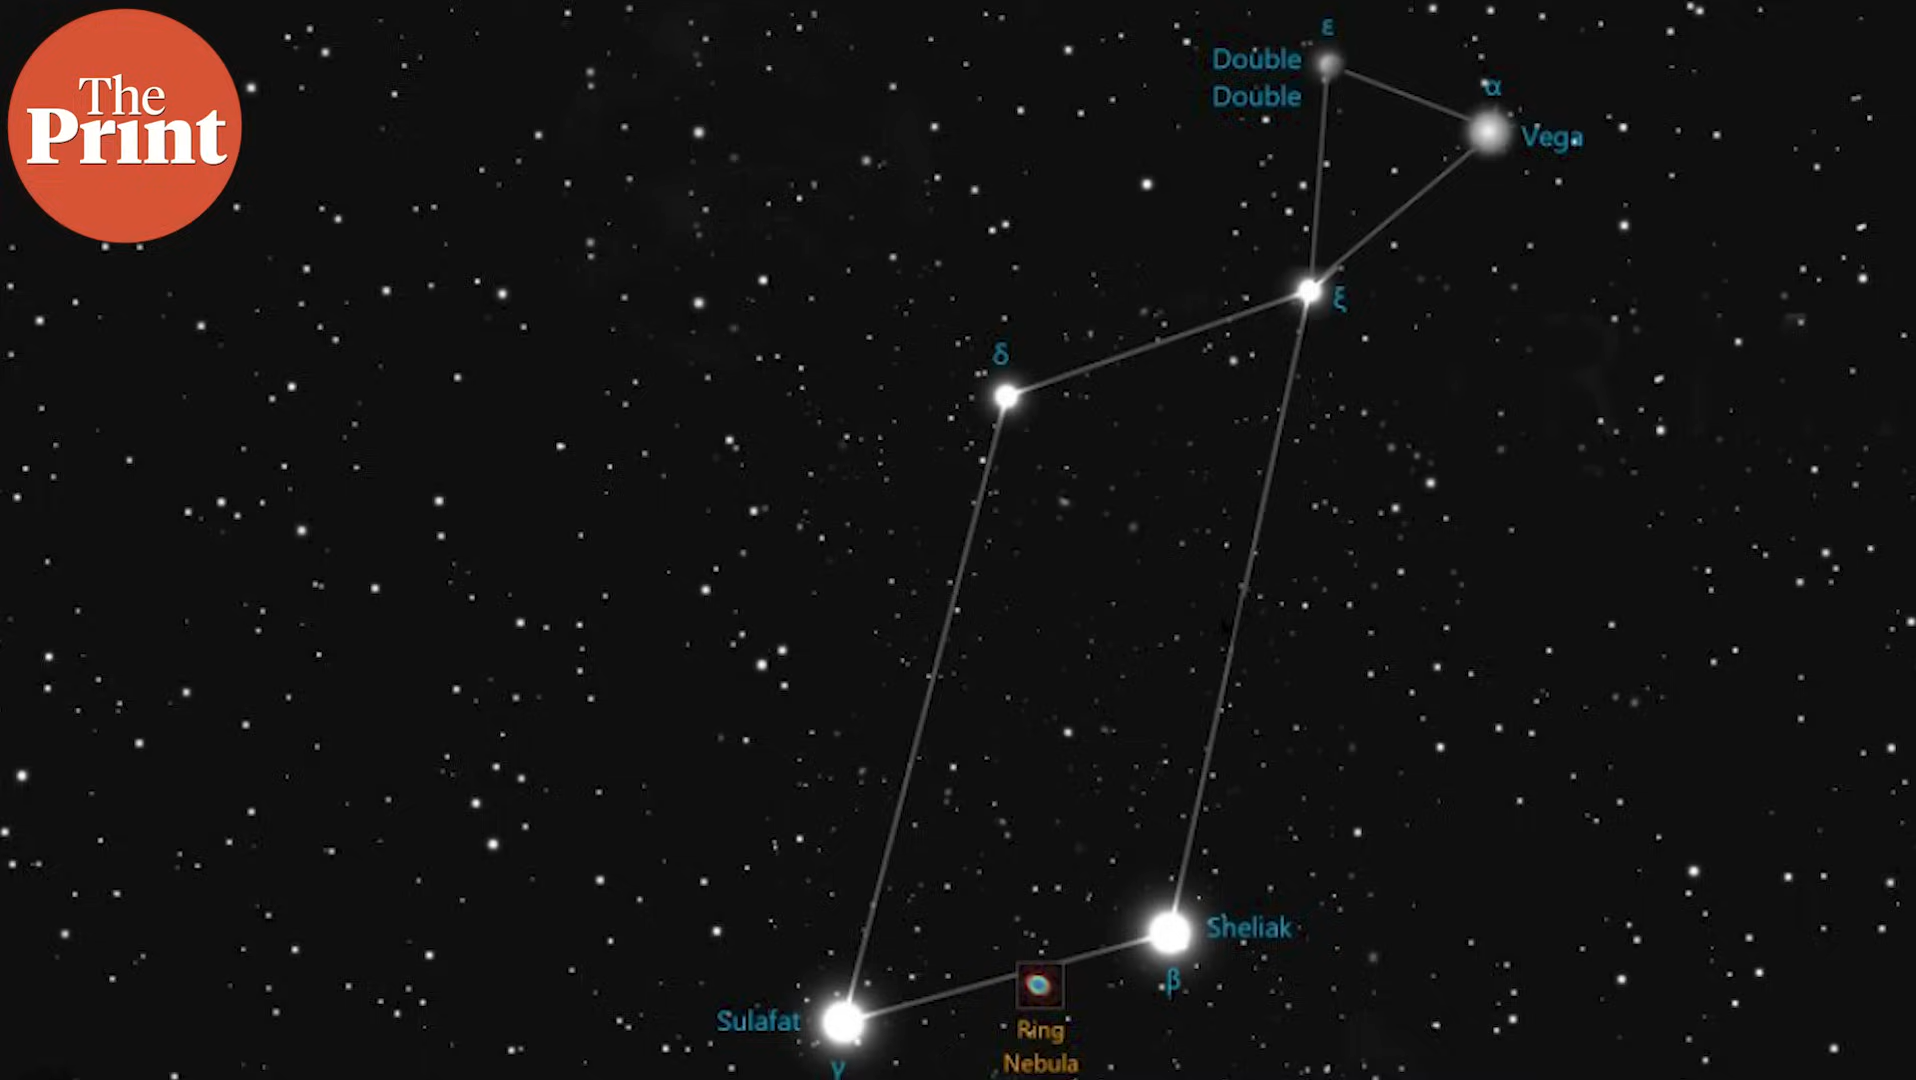 The
Print
ε
Double
Double
α
Vega
ξ
δ
Sheliak
β
Sulafat
γ
Ring
Nebula